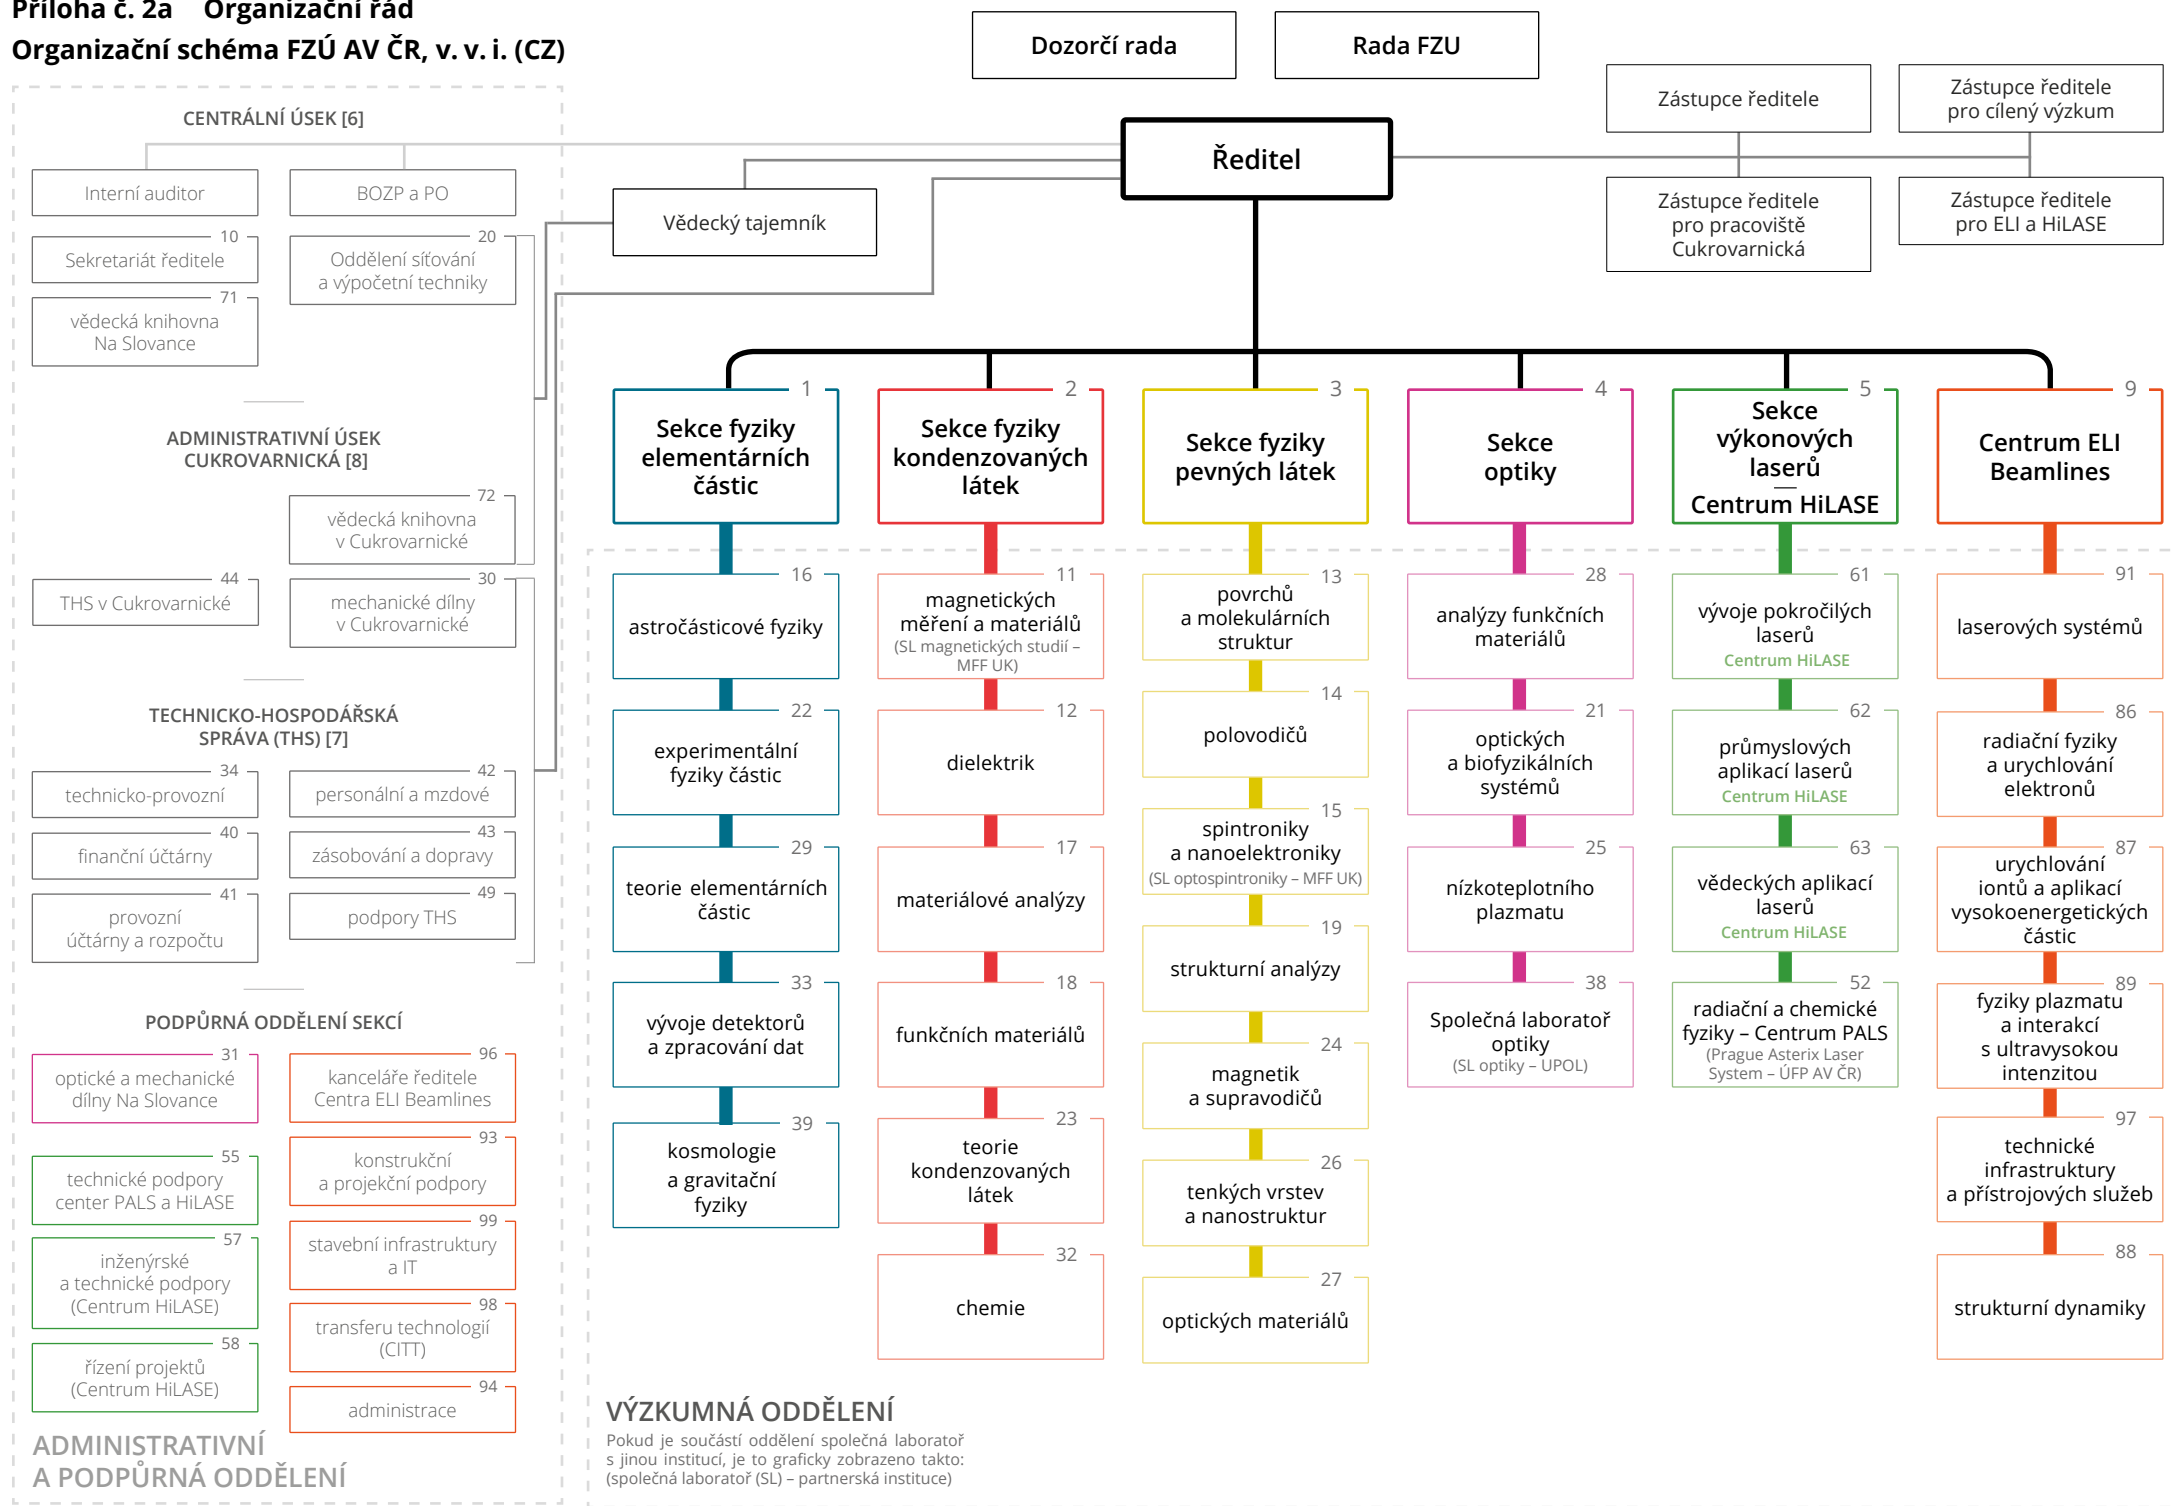 Příloha č. 2a Organizační řád
Organizační schéma FZÚ AV ČR, v. v. i. (CZ)
Dozorčí rada
Rada FZU
Ředitel
Zástupce ředitele
Zástupce ředitele
pro cílený výzkum
Zástupce ředitele
pro pracoviště
Cukrovarnická
Zástupce ředitele
pro ELI a HiLASE
Vědecký tajemník
CENTRÁLNÍ ÚSEK [6]
Interní auditor
BOZP a PO
10
Sekretariát ředitele
20
Oddělení síťování
a výpočetní techniky
71
vědecká knihovna
Na Slovance
ADMINISTRATIVNÍ ÚSEK
CUKROVARNICKÁ [8]
72
vědecká knihovna
v Cukrovarnické
44
THS v Cukrovarnické
30
mechanické dílny
v Cukrovarnické
TECHNICKO-HOSPODÁŘSKÁ
SPRÁVA (THS) [7]
34
technicko-provozní
42
personální a mzdové
40
finanční účtárny
43
zásobování a dopravy
41
provozní
účtárny a rozpočtu
49
podpory THS
PODPŮRNÁ ODDĚLENÍ SEKCÍ
31
optické a mechanické
dílny Na Slovance
96
kanceláře ředitele
Centra ELI Beamlines
55
technické podpory
center PALS a HiLASE
93
konstrukční
a projekční podpory
57
inženýrské
a technické podpory
(Centrum HiLASE)
99
stavební infrastruktury
a IT
58
řízení projektů
(Centrum HiLASE)
98
transferu technologií
(CITT)
94
administrace
ADMINISTRATIVNÍ
A PODPŮRNÁ ODDĚLENÍ
1
Sekce fyziky
elementárních
částic
16
astročásticové fyziky
22
experimentální
fyziky částic
29
teorie elementárních
částic
33
vývoje detektorů
a zpracování dat
39
kosmologie
a gravitační
fyziky
2
Sekce fyziky
kondenzovaných
látek
11
magnetických
měření a materiálů
(SL magnetických studií –
MFF UK)
12
dielektrik
17
materiálové analýzy
18
funkčních materiálů
23
teorie
kondenzovaných
látek
32
chemie
3
Sekce fyziky
pevných látek
13
povrchů
a molekulárních
struktur
14
polovodičů
15
spintroniky
a nanoelektroniky
(SL optospintroniky – MFF UK)
19
strukturní analýzy
24
magnetik
a supravodičů
26
tenkých vrstev
a nanostruktur
27
optických materiálů
4
Sekce
optiky
28
analýzy funkčních
materiálů
21
optických
a biofyzikálních
systémů
25
nízkoteplotního
plazmatu
38
Společná laboratoř
optiky
(SL optiky – UPOL)
5
Sekce
výkonových
laserů
Centrum HiLASE
61
vývoje pokročilých
laserů
Centrum HiLASE
62
průmyslových
aplikací laserů
Centrum HiLASE
63
vědeckých aplikací
laserů
Centrum HiLASE
52
radiační a chemické
fyziky – Centrum PALS
(Prague Asterix Laser
System – ÚFP AV ČR)
9
Centrum ELI
Beamlines
91
laserových systémů
86
radiační fyziky
a urychlování
elektronů
87
urychlování
iontů a aplikací
vysokoenergetických
částic
89
fyziky plazmatu
a interakcí
s ultravysokou
intenzitou
97
technické
infrastruktury
a přístrojových služeb
88
strukturní dynamiky
VÝZKUMNÁ ODDĚLENÍ
Pokud je součástí oddělení společná laboratoř
s jinou institucí, je to graficky zobrazeno takto:
(společná laboratoř (SL) – partnerská instituce)